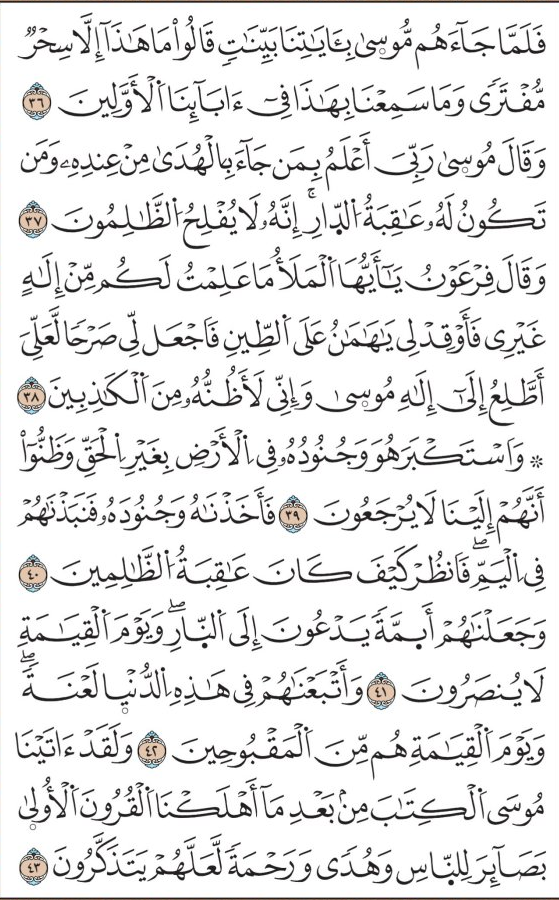 فَلَمَّا جَآءَهُم مُّوسۭىٰ بِـَٔايَٰتِنَا بَيِّنَٰتٖ قَالُواْ مَا هَٰذَآ إِلَّا سِحۡرٞ
مُّفۡتَرٗى وَمَا سَمِعۡنَا بِهَٰذَا فِيٓ ءَابَآئِنَا ٱلۡأَوَّلِينَ ٣٦
وَقَالَ مُوسۭىٰ رَبِّيَ أَعۡلَمُ بِمَن جَآءَ بِٱلۡهُدَىٰ مِنۡ عِندِهِۦ وَمَن
تَكُونُ لَهُۥ عَٰقِبَةُ ٱلدِّارِۚ إِنَّهُۥ لَا يُفۡلِحُ ٱلظَّٰلِمُونَ ٣٧
وَقَالَ فِرۡعَوۡنُ يَٰٓأَيُّهَا ٱلۡمَلَأُ مَا عَلِمۡتُ لَكُم مِّنۡ إِلَٰهٍ
غَيۡرِي فَأَوۡقِدۡ لِي يَٰهَٰمَٰنُ عَلَى ٱلطِّينِ فَٱجۡعَل لِّي صَرۡحٗا لَّعَلِّيَ
أَطَّلِعُ إِلَىٰٓ إِلَٰهِ مُوسۭىٰ وَإِنِّي لَأَظُنُّهُۥ مِنَ ٱلۡكَٰذِبِينَ ٣٨
۞ وَٱسۡتَكۡبَرَ هُوَ وَجُنُودُهُۥ فِي ٱلۡأَرۡضِ بِغَيۡرِ ٱلۡحَقِّ وَظَنُّوٓاْ
أَنَّهُمۡ إِلَيۡنَا لَا يُرۡجَعُونَ ٣٩ فَأَخَذۡنَٰهُ وَجُنُودَهُۥ فَنَبَذۡنَٰهُمۡ
فِي ٱلۡيَمِّۖ فَٱنظُرۡ كَيۡفَ كَانَ عَٰقِبَةُ ٱلظَّٰلِمِينَ ٤٠
وَجَعَلۡنَٰهُمۡ أَئِمَّةٗ يَدۡعُونَ إِلَى ٱلنّ۪ارِۖ وَيَوۡمَ ٱلۡقِيَٰمَةِ
لَا يُنصَرُونَ ٤١ وَأَتۡبَعۡنَٰهُمۡ فِي هَٰذِهِ ٱلدُّنۡيۭا لَعۡنَةٗۖ
وَيَوۡمَ ٱلۡقِيَٰمَةِ هُم مِّنَ ٱلۡمَقۡبُوحِينَ ٤٢ وَلَقَدۡ ءَاتَيۡنَا
مُوسَى ٱلۡكِتَٰبَ مِنۢ بَعۡدِ مَآ أَهۡلَكۡنَا ٱلۡقُرُونَ ٱلۡأُولۭىٰ
بَصَآئِرَ لِلنَّاسِ وَهُدٗى وَرَحۡمَةٗ لَّعَلَّهُمۡ يَتَذَكَّرُونَ ٤٣